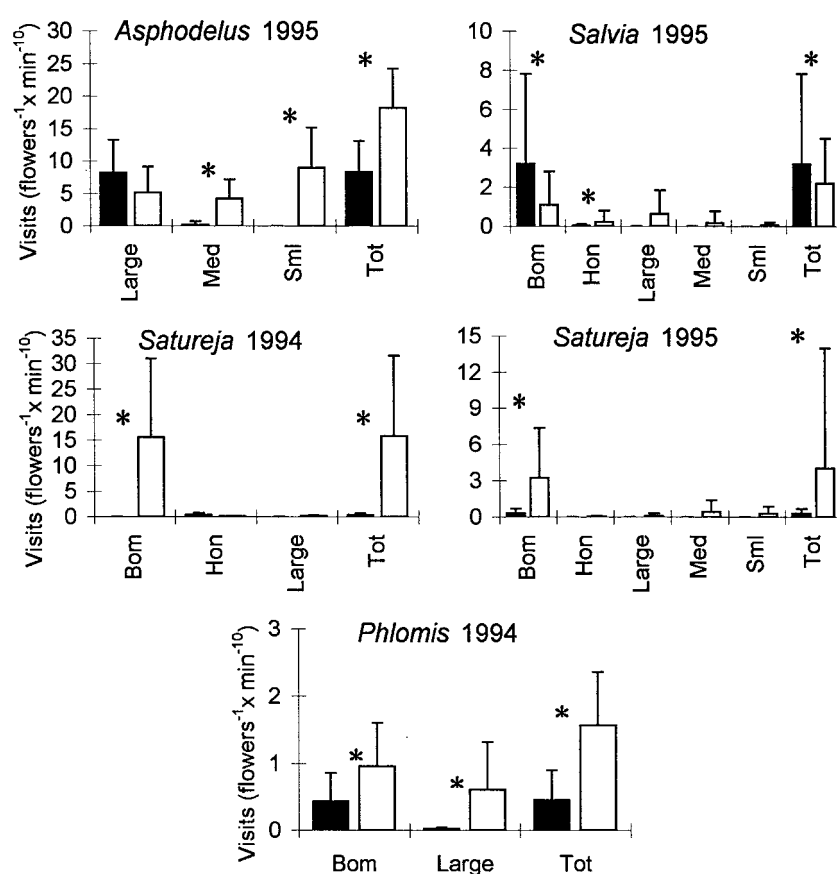 Asphodelus 1995
Visits (flowers⁻¹x min⁻¹⁰)
30
25
20
15
10
5
0
*
*
*
Large
Med
Sml
Tot
Salvia 1995
10
8
6
4
2
0
*
*
*
Bom
Hon
Large
Med
Sml
Tot
Satureja 1994
Visits (flowers⁻¹x min⁻¹⁰)
35
30
25
20
15
10
5
0
*
*
Bom
Hon
Large
Tot
Satureja 1995
15
12
9
6
3
0
*
*
Bom
Hon
Large
Med
Sml
Tot
Phlomis 1994
Visits (flowers⁻¹x min⁻¹⁰)
3
2
1
0
*
*
*
Bom
Large
Tot